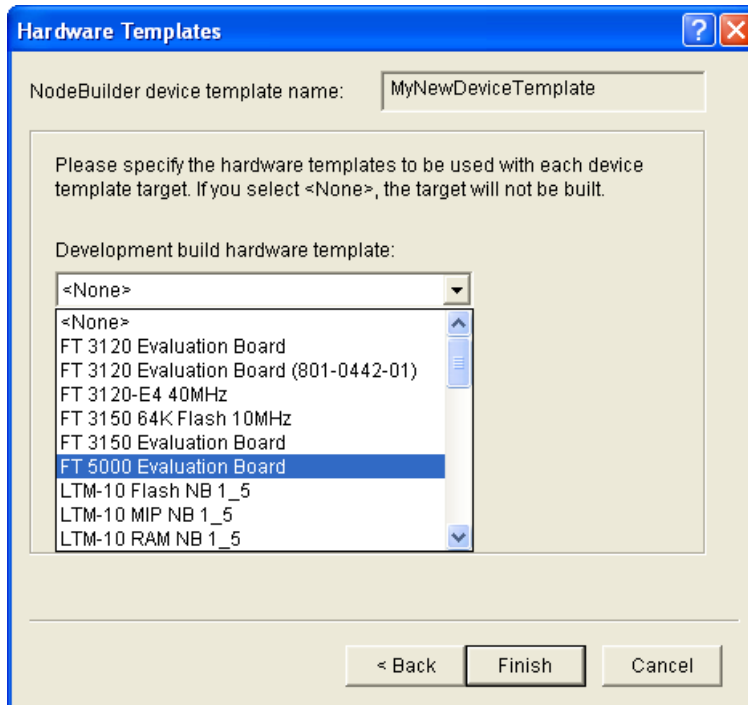 Hardware Templates
NodeBuilder device template name: MyNewDeviceTemplate
Please specify the hardware templates to be used with each device
template target. If you select <None>, the target will not be built.
Development build hardware template:
<None>
<None>
FT 3120 Evaluation Board
FT 3120 Evaluation Board (801-0442-01)
FT 3120-E4 40MHz
FT 3150 64K Flash 10MHz
FT 3150 Evaluation Board
FT 5000 Evaluation Board
LTM-10 Flash NB 1_5
LTM-10 MIP NB 1_5
LTM-10 RAM NB 1_5
< Back Finish Cancel